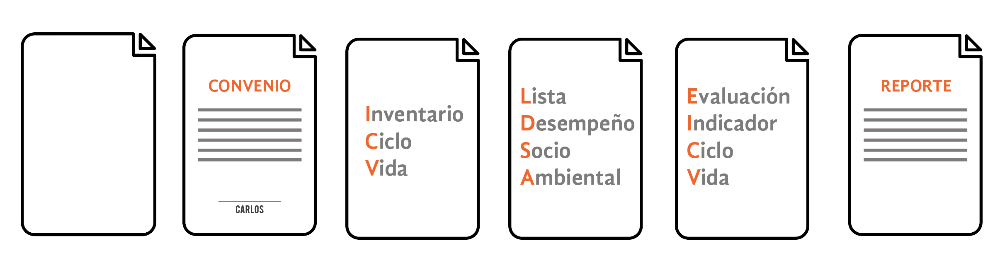 CONVENIO
CARLOS
Inventario
Ciclo
Vida
Lista
Desempeño
Socio
Ambiental
Evaluación
Indicador
Ciclo
Vida
REPORTE